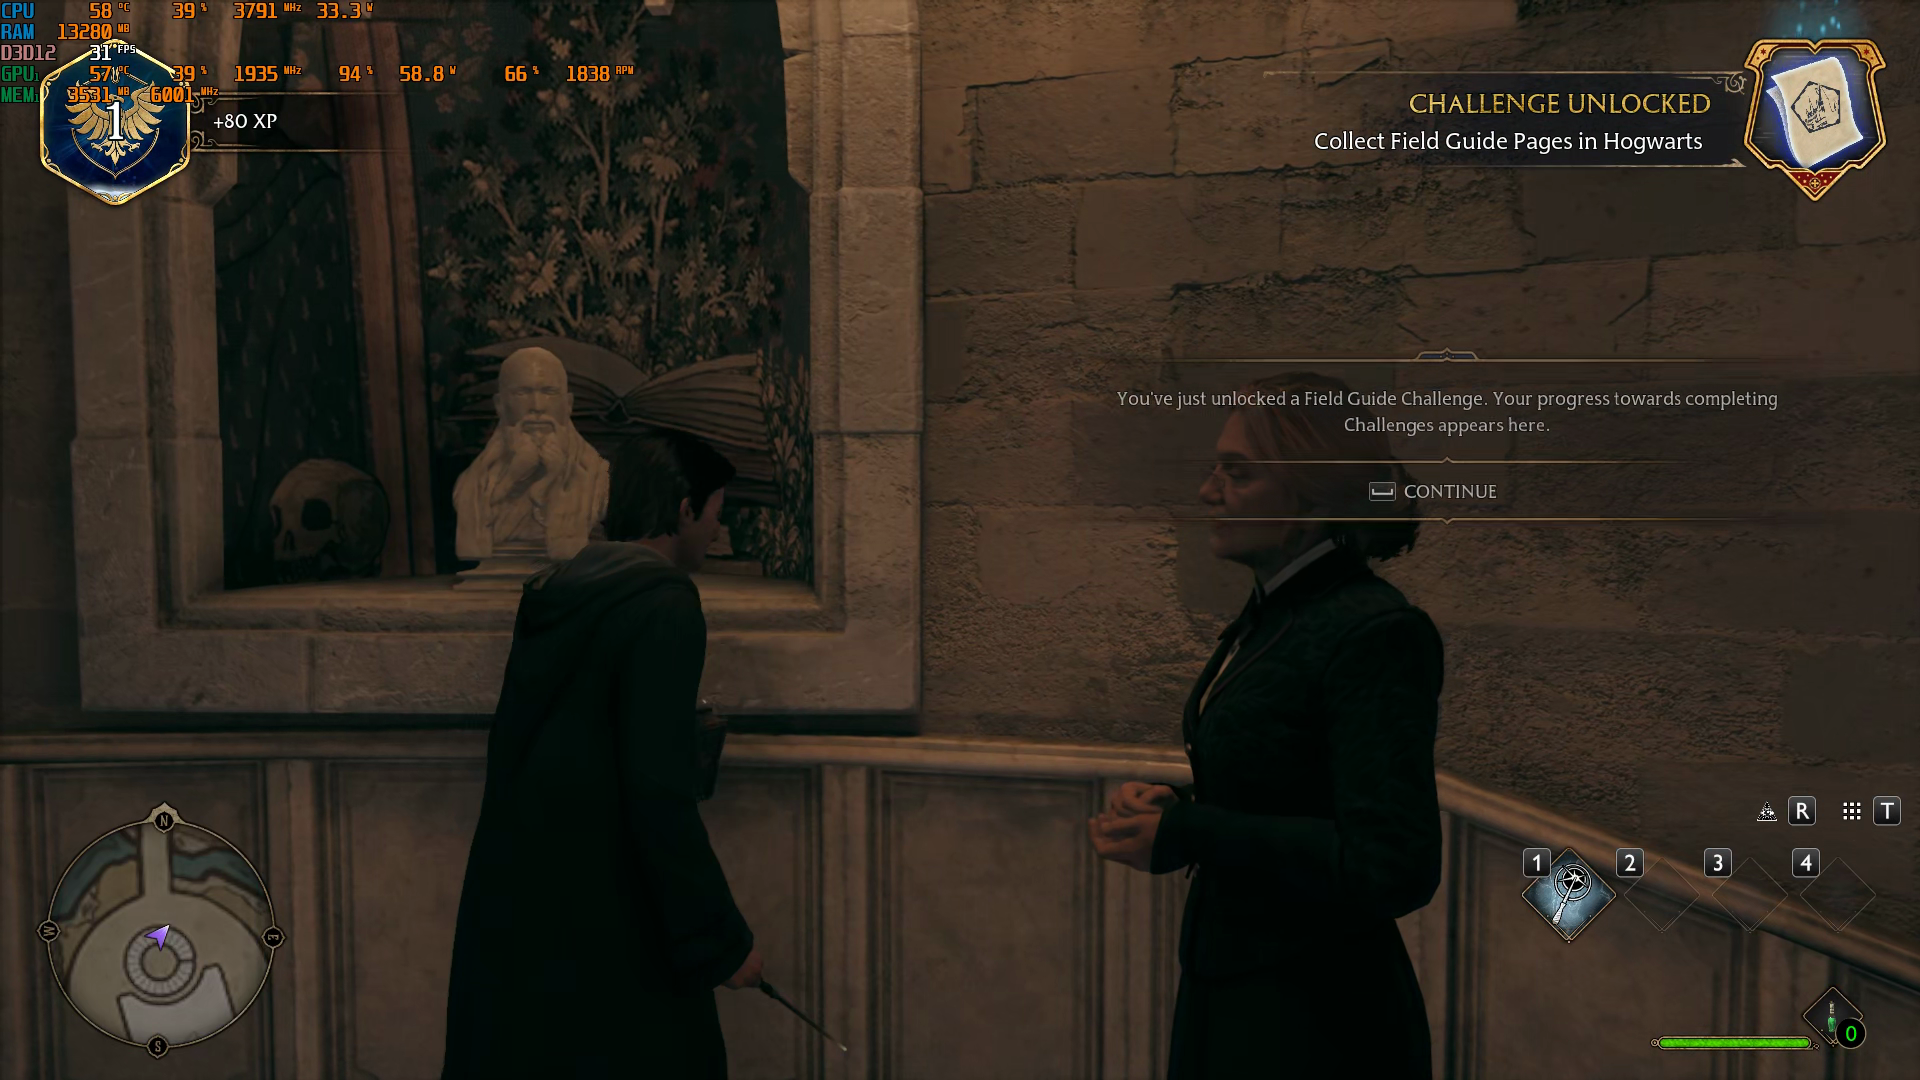 CPU 58 °C 39 % 3791 MHz 33.3 W
RAM 13280 MB
D3D12 31 FPS
GPU1 57 °C 39 % 1935 MHz 94 % 58.8 W 66 % 1838 RPM
MEM1 3531 MB 6001 MHz
1
+80 XP
CHALLENGE UNLOCKED
Collect Field Guide Pages in Hogwarts
You've just unlocked a Field Guide Challenge. Your progress towards completing
Challenges appears here.
CONTINUE
R T
1 2 3 4
N
W E
S
0